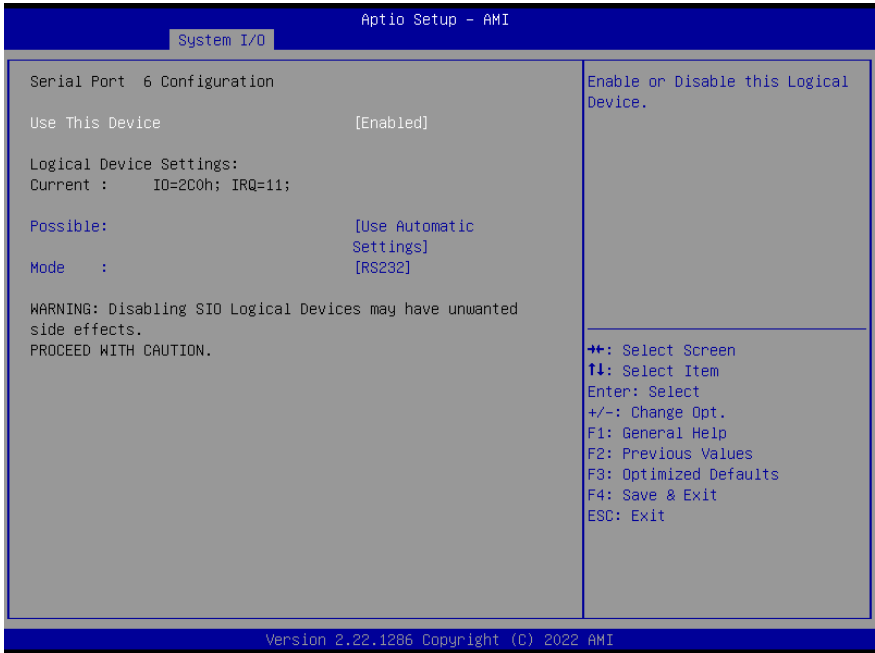 Aptio Setup – AMI
System I/O
Serial Port  6 Configuration
Use This Device [Enabled]
Logical Device Settings:
Current : IO=2C0h; IRQ=11;
Possible: [Use Automatic
Settings]
Mode : [RS232]
WARNING: Disabling SIO Logical Devices may have unwanted
side effects.
PROCEED WITH CAUTION.
Enable or Disable this Logical
Device.
→←: Select Screen
↑↓: Select Item
Enter: Select
+/-: Change Opt.
F1: General Help
F2: Previous Values
F3: Optimized Defaults
F4: Save & Exit
ESC: Exit
Version 2.22.1286 Copyright (C) 2022 AMI